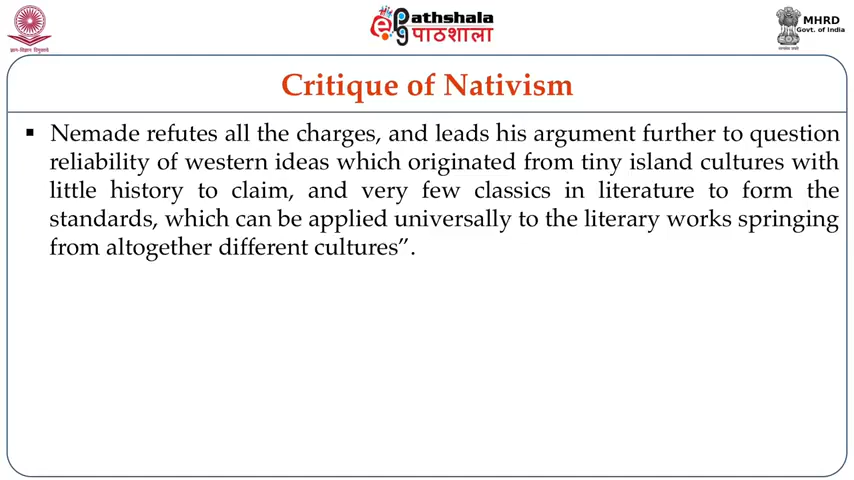 ePathshala
पाठशाला
MHRD
Govt. of India
Critique of Nativism
▪ Nemade refutes all the charges, and leads his argument further to question
reliability of western ideas which originated from tiny island cultures with
little history to claim, and very few classics in literature to form the
standards, which can be applied universally to the literary works springing
from altogether different cultures”.